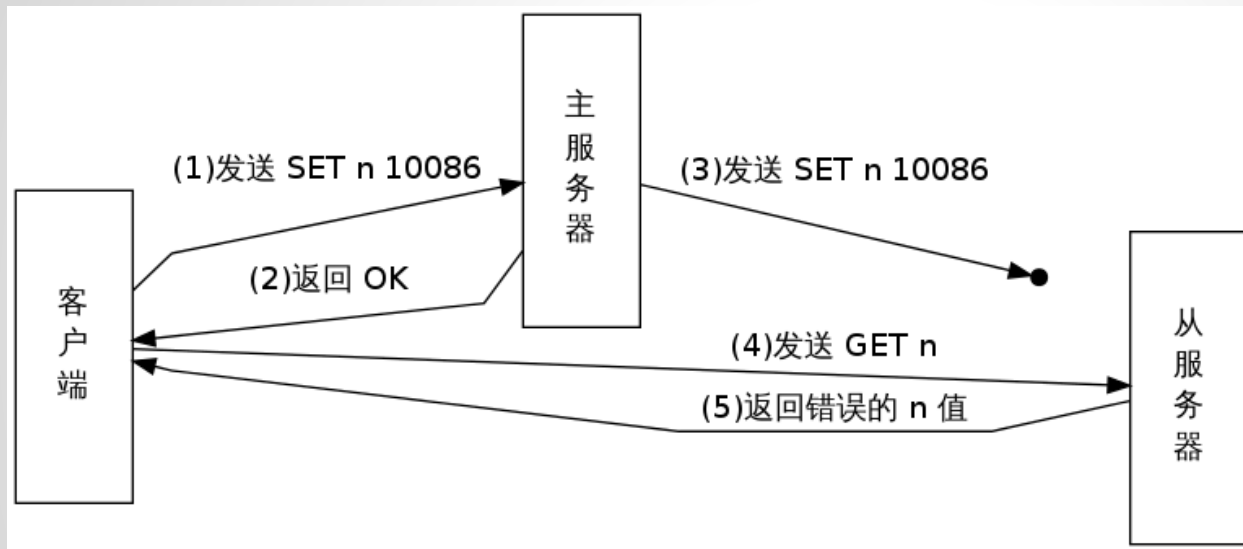 主服务器
(1)发送 SET n 10086
(3)发送 SET n 10086
(2)返回 OK
客户端
(4)发送 GET n
从服务器
(5)返回错误的 n 值